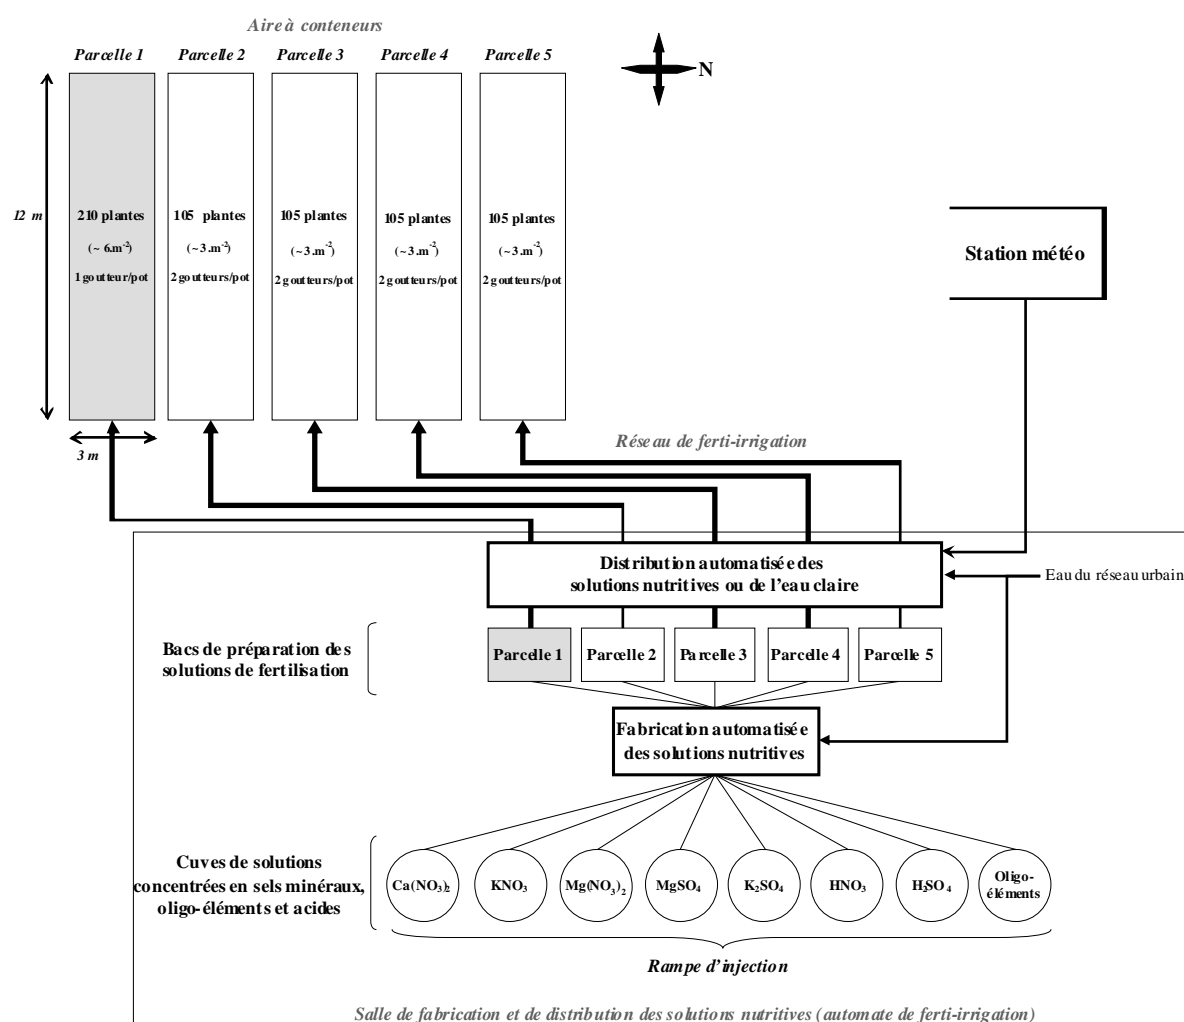 Aire à conteneurs
Parcelle 1 Parcelle 2 Parcelle 3 Parcelle 4 Parcelle 5
N
12 m
210 plantes
(~ 6.m⁻²)
1 goutteur/pot
105 plantes
(~3.m⁻²)
2 goutteurs/pot
105 plantes
(~3.m⁻²)
2 goutteurs/pot
105 plantes
(~3.m⁻²)
2 goutteurs/pot
105 plantes
(~3.m⁻²)
2 goutteurs/pot
3 m
Station météo
Réseau de ferti-irrigation
Distribution automatisée des
solutions nutritives ou de l'eau claire
Eau du réseau urbain
Bacs de préparation des
solutions de fertilisation
Parcelle 1 Parcelle 2 Parcelle 3 Parcelle 4 Parcelle 5
Fabrication automatisée
des solutions nutritives
Cuves de solutions
concentrées en sels minéraux,
oligo-éléments et acides
Ca(NO₃)₂ KNO₃ Mg(NO₃)₂ MgSO₄ K₂SO₄ HNO₃ H₂SO₄
Oligo-
éléments
Rampe d'injection
Salle de fabrication et de distribution des solutions nutritives (automate de ferti-irrigation)